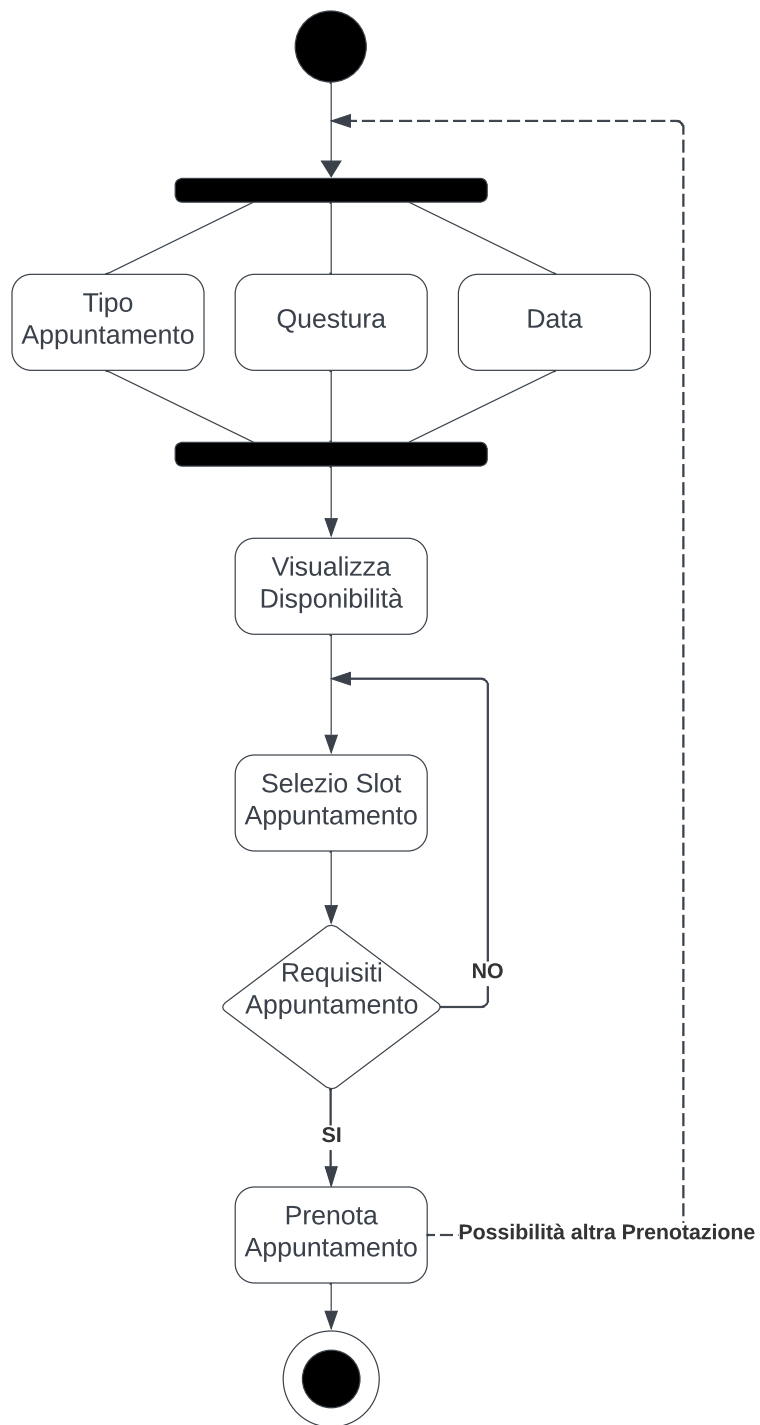 Tipo
Appuntamento
Questura
Data
Visualizza
Disponibilità
Selezio Slot
Appuntamento
Requisiti
Appuntamento
NO
SI
Prenota
Appuntamento
Possibilità altra Prenotazione